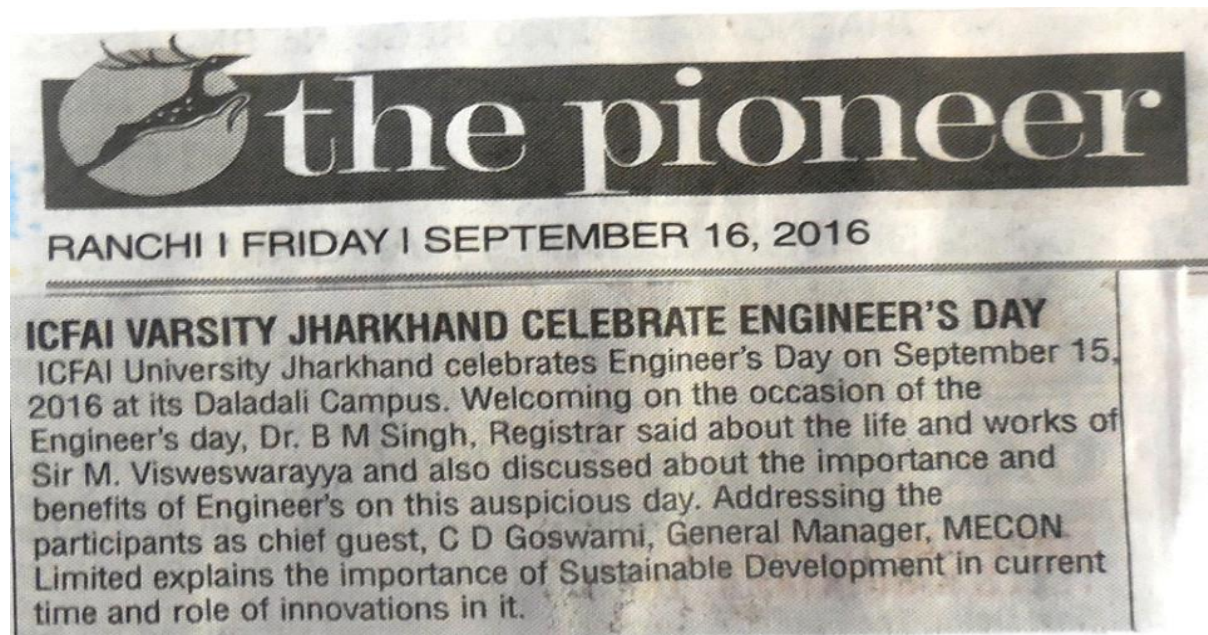 the pioneer
RANCHI I FRIDAY I SEPTEMBER 16, 2016
ICFAI VARSITY JHARKHAND CELEBRATE ENGINEER'S DAY
ICFAI University Jharkhand celebrates Engineer's Day on September 15,
2016 at its Daladali Campus. Welcoming on the occasion of the
Engineer's day, Dr. B M Singh, Registrar said about the life and works of
Sir M. Visweswarayya and also discussed about the importance and
benefits of Engineer's on this auspicious day. Addressing the
participants as chief guest, C D Goswami, General Manager, MECON
Limited explains the importance of Sustainable Development in current
time and role of innovations in it.